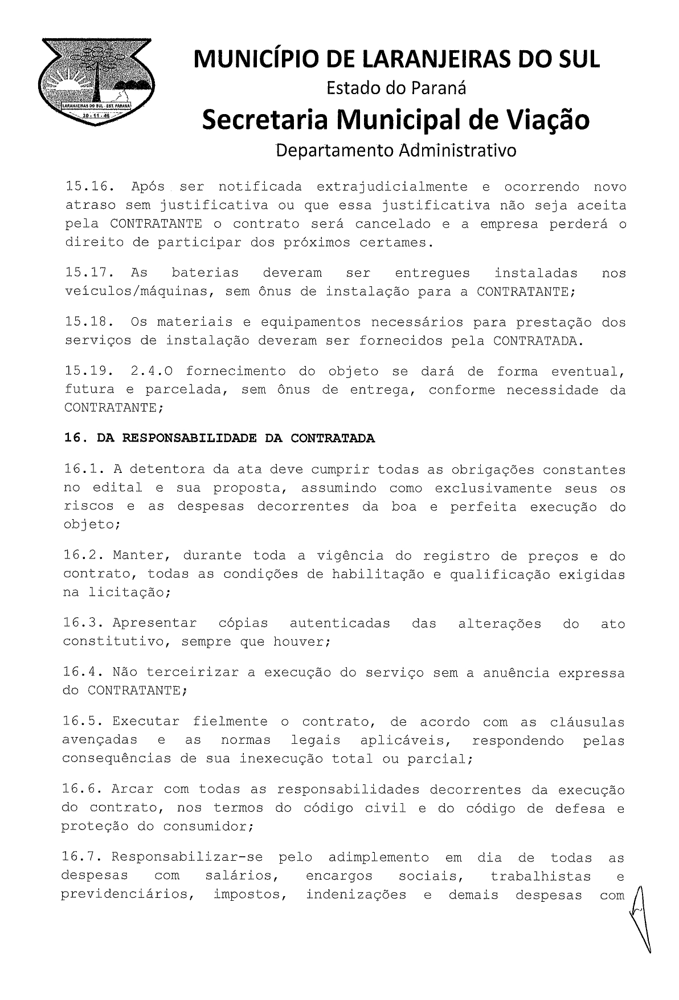 MUNICÍPIO DE LARANJEIRAS DO SUL
Estado do Paraná
Secretaria Municipal de Viação
Departamento Administrativo
LARANJEIRAS DO SUL - EST. PARANÁ
30 - 11 - 46
15.16. Após ser notificada extrajudicialmente e ocorrendo novo
atraso sem justificativa ou que essa justificativa não seja aceita
pela CONTRATANTE o contrato será cancelado e a empresa perderá o
direito de participar dos próximos certames.
15.17. As baterias deveram ser entregues instaladas nos
veículos/máquinas, sem ônus de instalação para a CONTRATANTE;
15.18. Os materiais e equipamentos necessários para prestação dos
serviços de instalação deveram ser fornecidos pela CONTRATADA.
15.19. 2.4.O fornecimento do objeto se dará de forma eventual,
futura e parcelada, sem ônus de entrega, conforme necessidade da
CONTRATANTE;
16. DA RESPONSABILIDADE DA CONTRATADA
16.1. A detentora da ata deve cumprir todas as obrigações constantes
no edital e sua proposta, assumindo como exclusivamente seus os
riscos e as despesas decorrentes da boa e perfeita execução do
objeto;
16.2. Manter, durante toda a vigência do registro de preços e do
contrato, todas as condições de habilitação e qualificação exigidas
na licitação;
16.3. Apresentar cópias autenticadas das alterações do ato
constitutivo, sempre que houver;
16.4. Não terceirizar a execução do serviço sem a anuência expressa
do CONTRATANTE;
16.5. Executar fielmente o contrato, de acordo com as cláusulas
avençadas e as normas legais aplicáveis, respondendo pelas
consequências de sua inexecução total ou parcial;
16.6. Arcar com todas as responsabilidades decorrentes da execução
do contrato, nos termos do código civil e do código de defesa e
proteção do consumidor;
16.7. Responsabilizar-se pelo adimplemento em dia de todas as
despesas com salários, encargos sociais, trabalhistas e
previdenciários, impostos, indenizações e demais despesas com